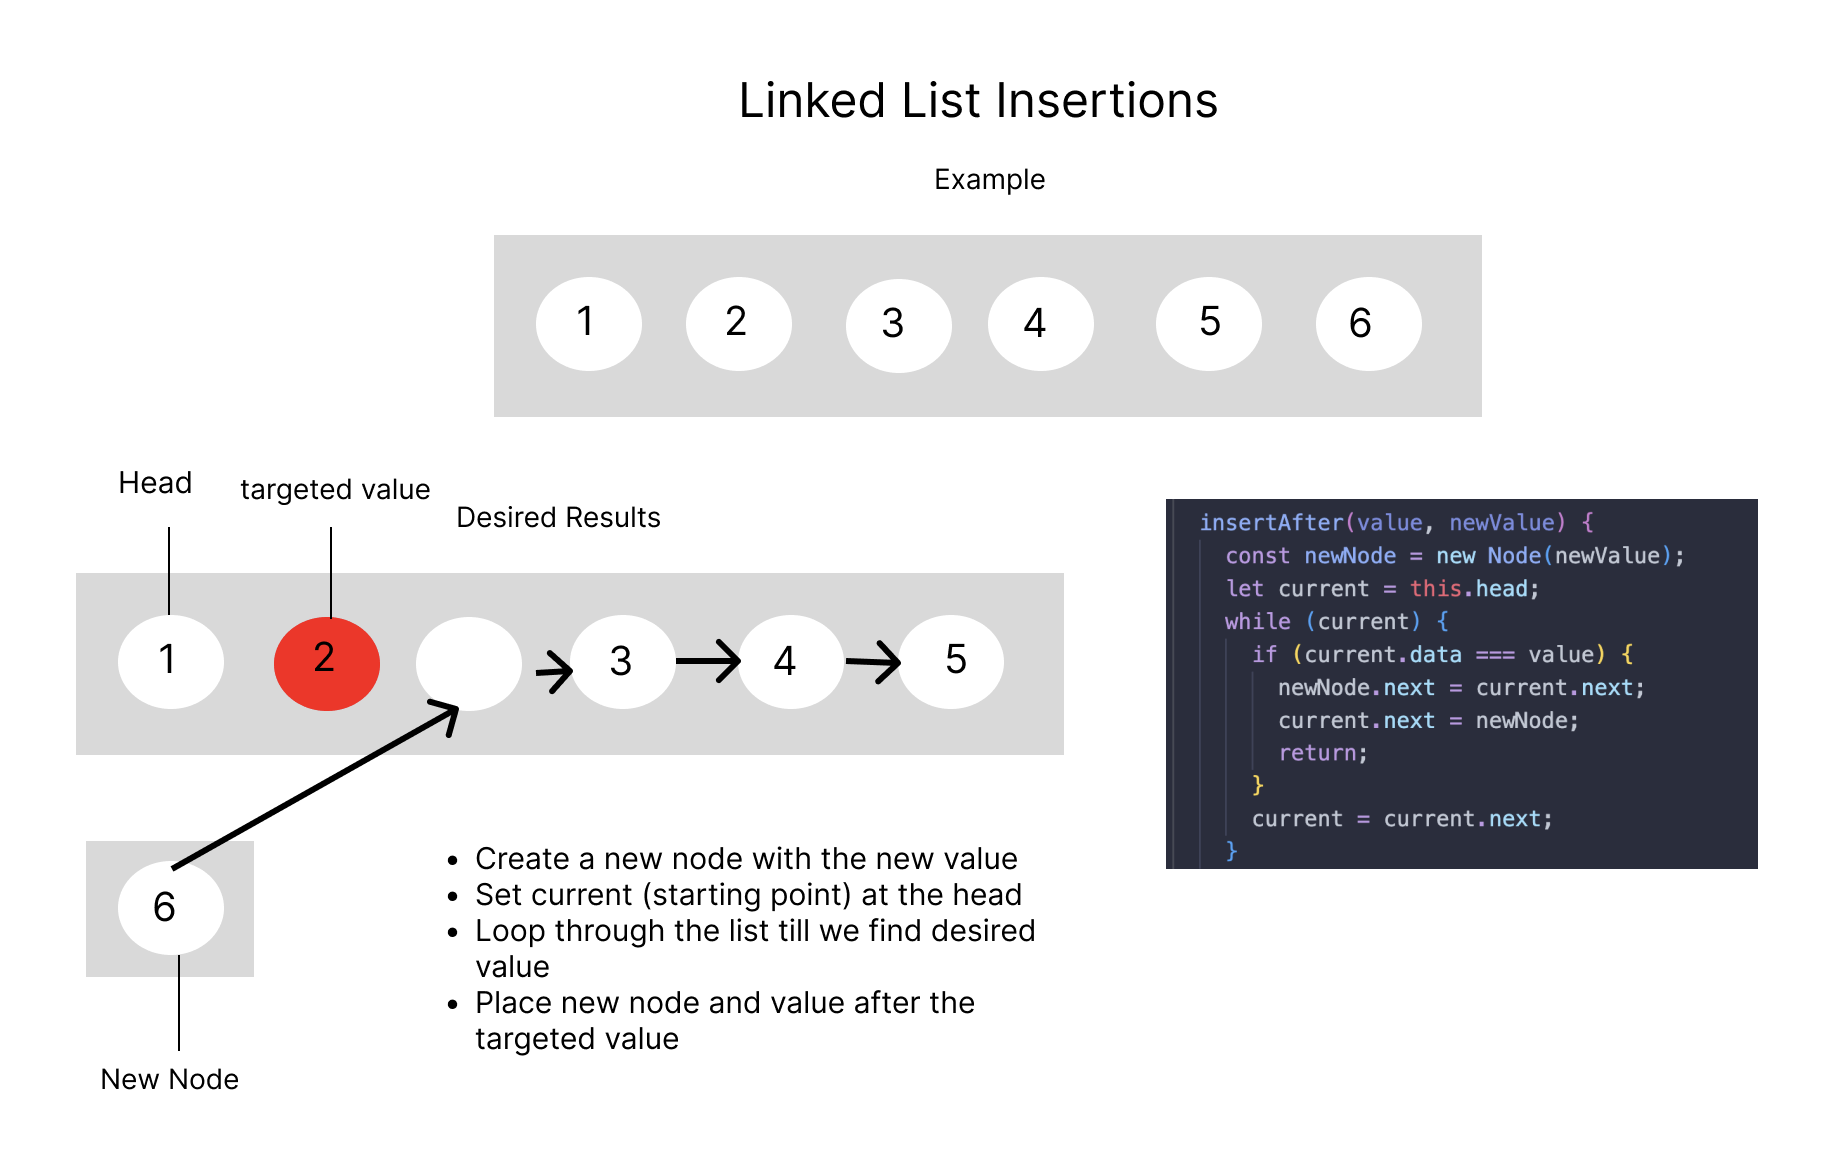 Linked List Insertions
Example
1 2 3 4 5 6
Head
targeted value
Desired Results
1 2 3 4 5
6
New Node
• Create a new node with the new value
• Set current (starting point) at the head
• Loop through the list till we find desired
value
• Place new node and value after the
targeted value
insertAfter(value, newValue) {
const newNode = new Node(newValue);
let current = this.head;
while (current) {
if (current.data === value) {
newNode.next = current.next;
current.next = newNode;
return;
}
current = current.next;
}